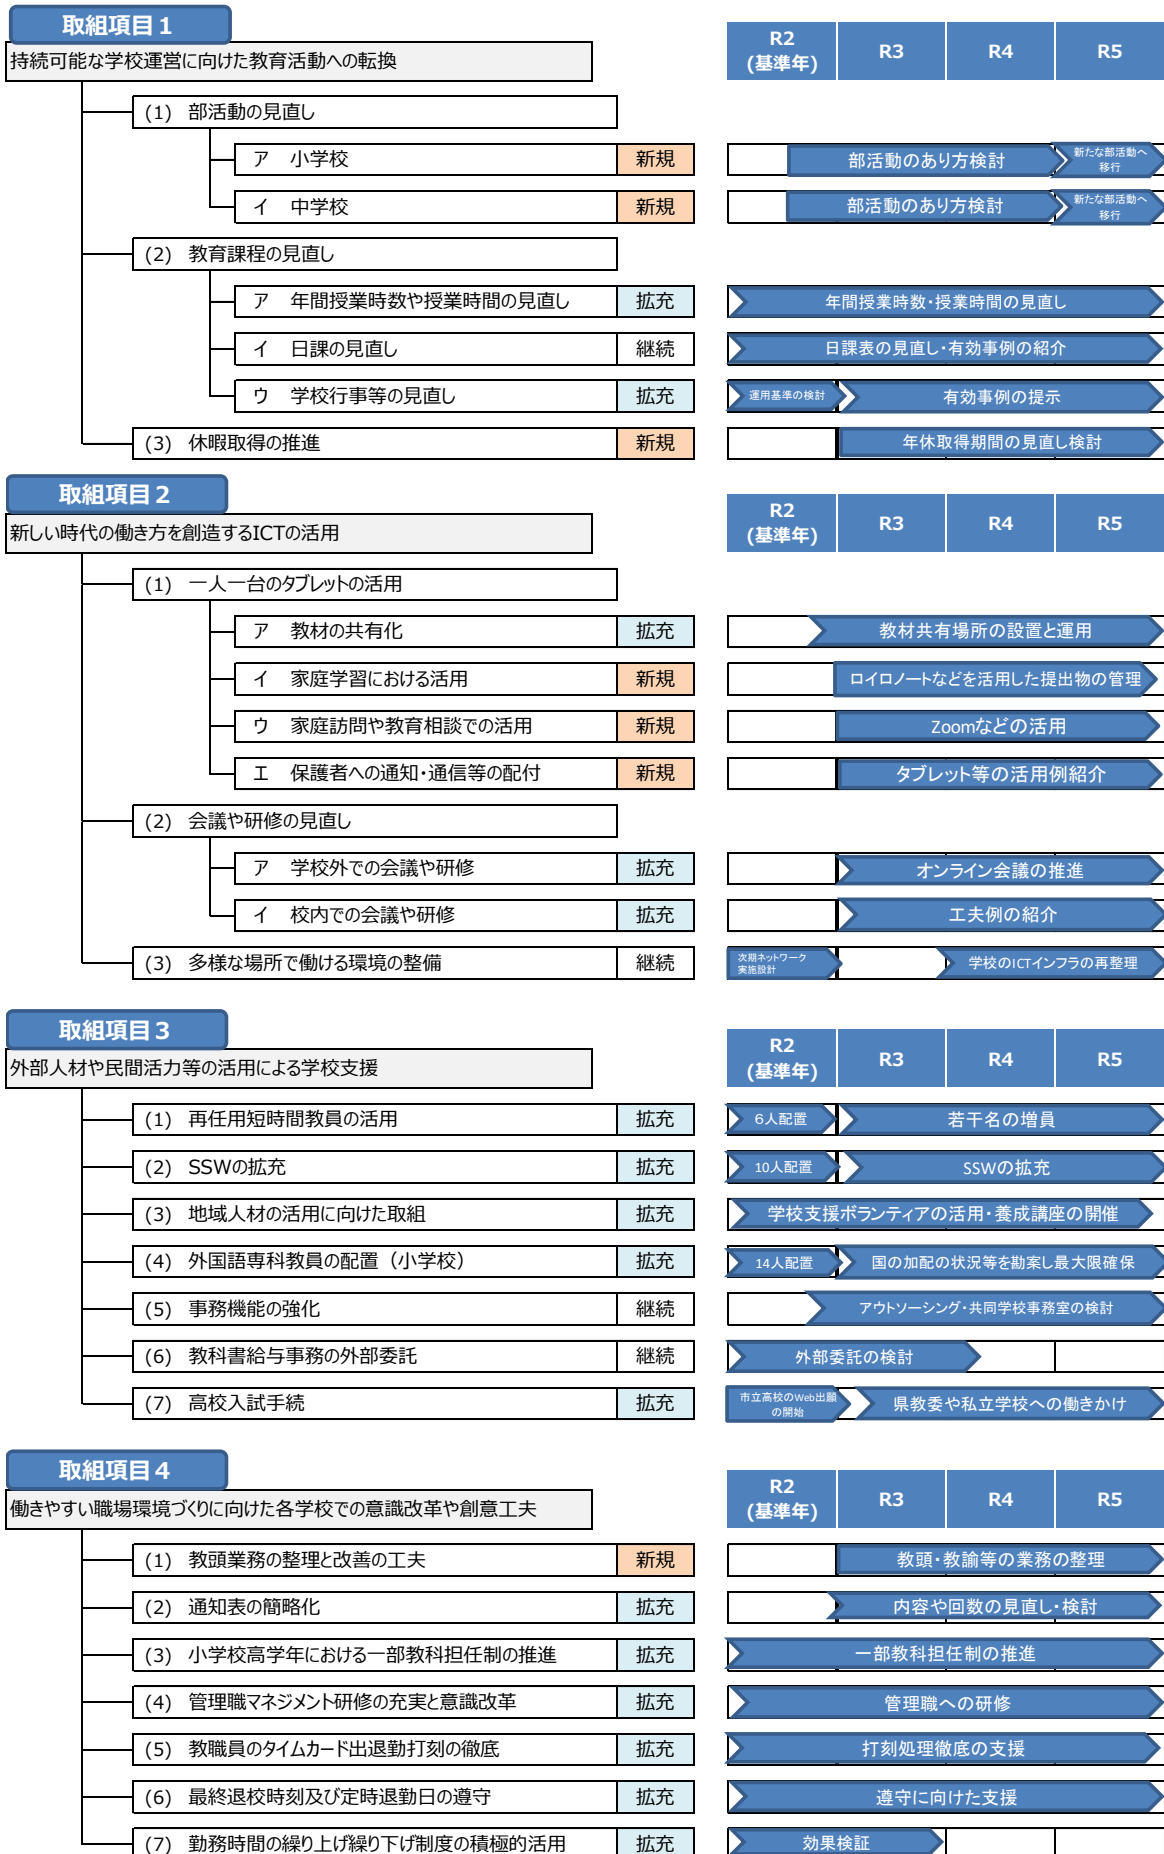 取組項目１
持続可能な学校運営に向けた教育活動への転換
R2
(基準年)
R3
R4
R5
(1) 部活動の見直し
ア 小学校
新規
部活動のあり方検討
新たな部活動へ
移行
イ 中学校
新規
部活動のあり方検討
新たな部活動へ
移行
(2) 教育課程の見直し
ア 年間授業時数や授業時間の見直し
拡充
年間授業時数・授業時間の見直し
イ 日課の見直し
継続
日課表の見直し・有効事例の紹介
ウ 学校行事等の見直し
拡充
運用基準の検討
有効事例の提示
(3) 休暇取得の推進
新規
年休取得期間の見直し検討
取組項目２
新しい時代の働き方を創造するICTの活用
R2
(基準年)
R3
R4
R5
(1) 一人一台のタブレットの活用
ア 教材の共有化
拡充
教材共有場所の設置と運用
イ 家庭学習における活用
新規
ロイロノートなどを活用した提出物の管理
ウ 家庭訪問や教育相談での活用
新規
Zoomなどの活用
エ 保護者への通知・通信等の配付
新規
タブレット等の活用例紹介
(2) 会議や研修の見直し
ア 学校外での会議や研修
拡充
オンライン会議の推進
イ 校内での会議や研修
拡充
工夫例の紹介
(3) 多様な場所で働ける環境の整備
継続
次期ネットワーク
実施設計
学校のICTインフラの再整理
取組項目３
外部人材や民間活力等の活用による学校支援
R2
(基準年)
R3
R4
R5
(1) 再任用短時間教員の活用
拡充
6人配置
若干名の増員
(2) SSWの拡充
拡充
10人配置
SSWの拡充
(3) 地域人材の活用に向けた取組
拡充
学校支援ボランティアの活用・養成講座の開催
(4) 外国語専科教員の配置（小学校）
拡充
14人配置
国の加配の状況等を勘案し最大限確保
(5) 事務機能の強化
継続
アウトソーシング・共同学校事務室の検討
(6) 教科書給与事務の外部委託
継続
外部委託の検討
(7) 高校入試手続
拡充
市立高校のWeb出願
の開始
県教委や私立学校への働きかけ
取組項目４
働きやすい職場環境づくりに向けた各学校での意識改革や創意工夫
R2
(基準年)
R3
R4
R5
(1) 教頭業務の整理と改善の工夫
新規
教頭・教諭等の業務の整理
(2) 通知表の簡略化
拡充
内容や回数の見直し・検討
(3) 小学校高学年における一部教科担任制の推進
拡充
一部教科担任制の推進
(4) 管理職マネジメント研修の充実と意識改革
拡充
管理職への研修
(5) 教職員のタイムカード出退勤打刻の徹底
拡充
打刻処理徹底の支援
(6) 最終退校時刻及び定時退勤日の遵守
拡充
遵守に向けた支援
(7) 勤務時間の繰り上げ繰り下げ制度の積極的活用
拡充
効果検証